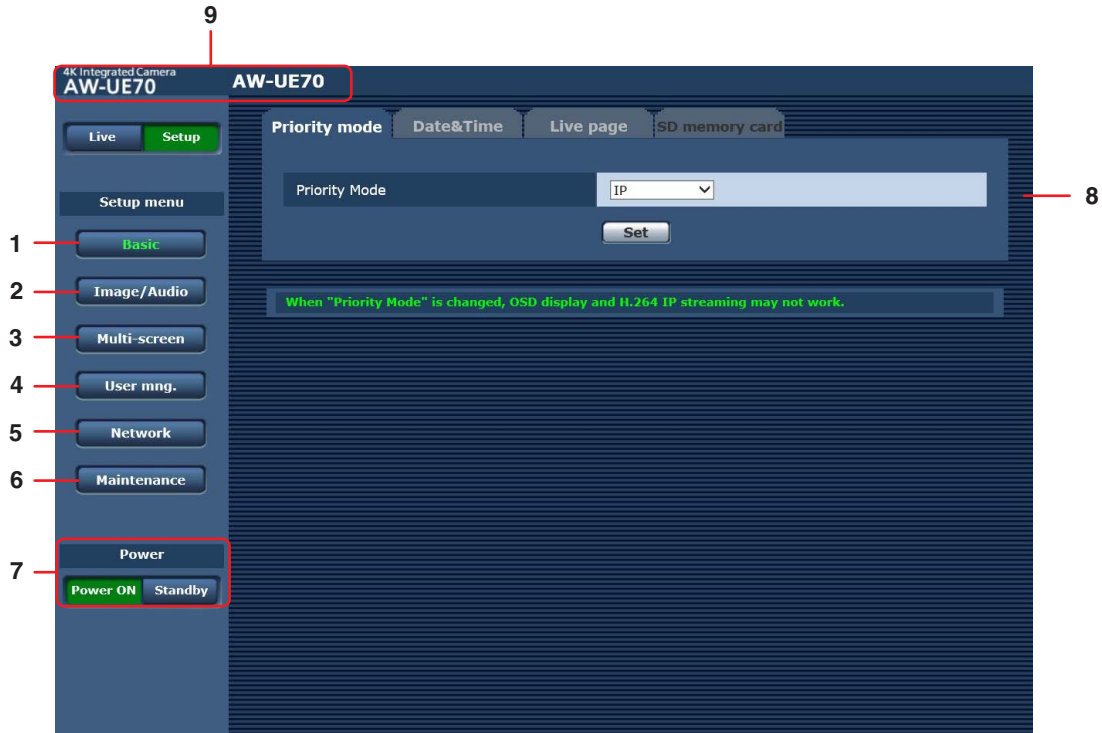 9
4K Integrated Camera
AW-UE70
AW-UE70
Live Setup
Priority mode Date&Time Live page SD memory card
Priority Mode IP
8
Set
When "Priority Mode" is changed, OSD display and H.264 IP streaming may not work.
Setup menu
1 Basic
2 Image/Audio
3 Multi-screen
4 User mng.
5 Network
6 Maintenance
7
Power
Power ON Standby